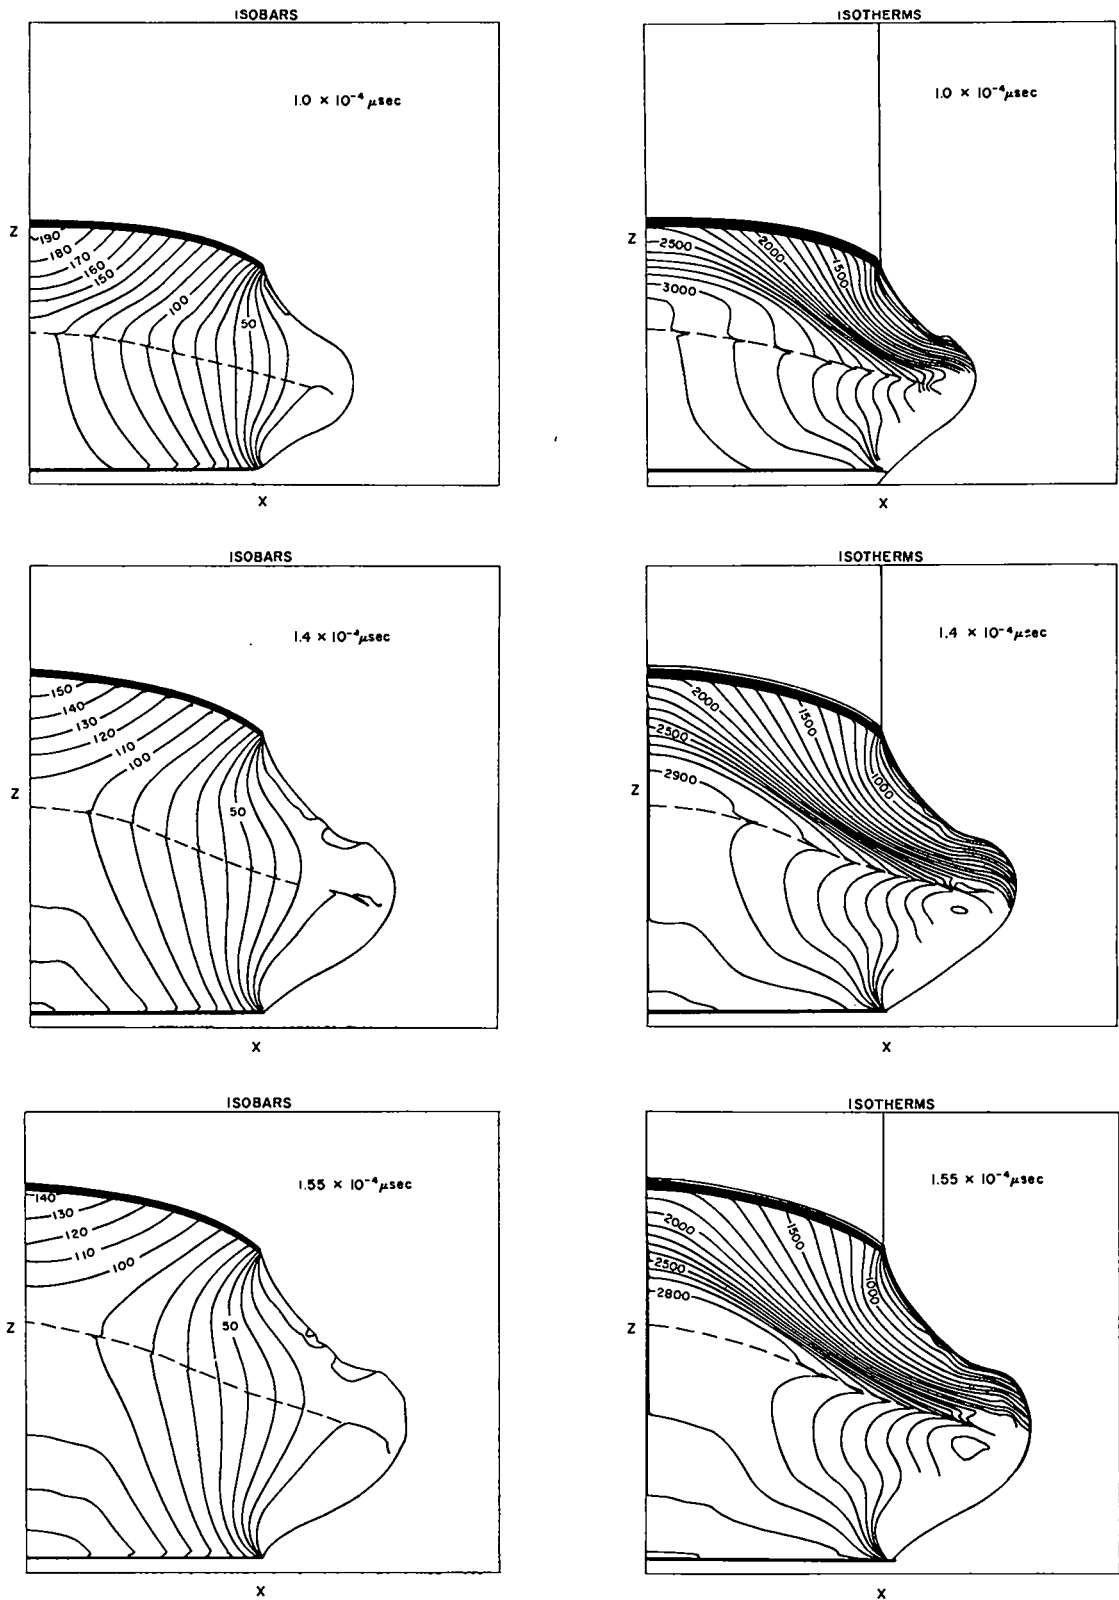 ISOBARS
1.0 × 10⁻⁴ μsec
Z
190
180
170
160
150
100
50
X
ISOTHERMS
1.0 × 10⁻⁴ μsec
Z
2500
2000
1500
3000
X
ISOBARS
1.4 × 10⁻⁴ μsec
150
140
130
120
110
100
Z
50
X
ISOTHERMS
1.4 × 10⁻⁴ μsec
2000
1500
2500
2900
1000
Z
X
ISOBARS
1.55 × 10⁻⁴ μsec
140
130
120
110
100
50
Z
X
ISOTHERMS
1.55 × 10⁻⁴ μsec
2000
1500
2500
2800
1000
Z
X